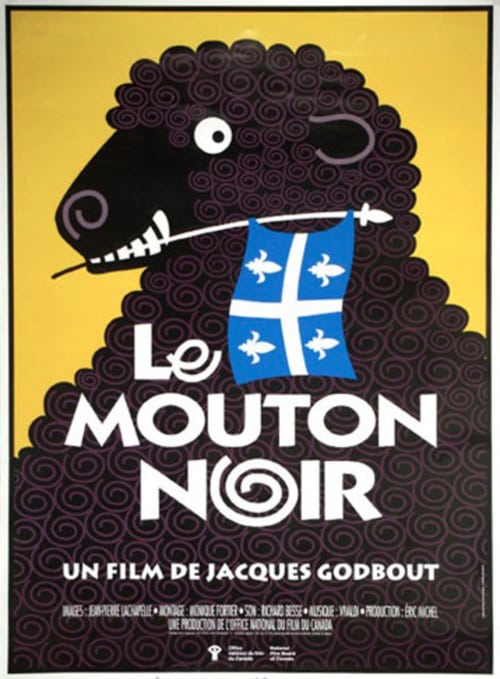 Le
MOUTON
NOIR
UN FILM DE JACQUES GODBOUT
IMAGES : JEAN-PIERRE LACHAPELLE • MONTAGE : MONIQUE FORTIER • SON : RICHARD BESSE • MUSIQUE : VIVALDI • PRODUCTION : ÉRIC MICHEL
UNE PRODUCTION DE L'OFFICE NATIONAL DU FILM DU CANADA
Office national du film du Canada
National Film Board of Canada